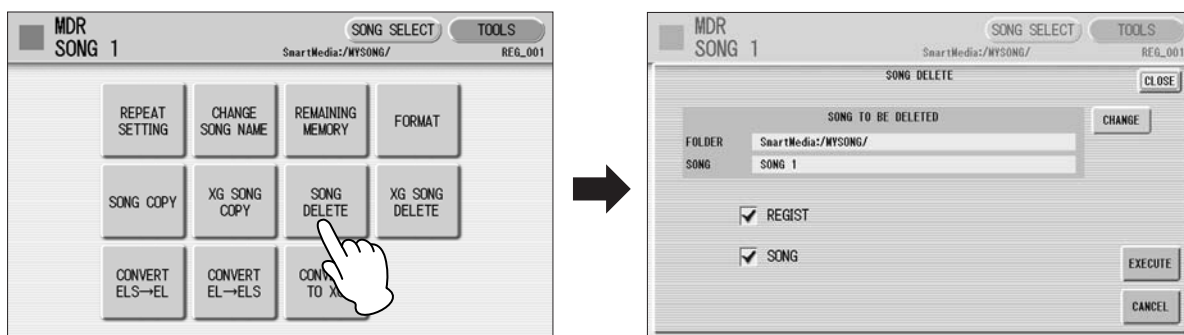 MDR
SONG 1
SONG SELECT
TOOLS
SmartMedia:/MYSONG/
REG_001
REPEAT SETTING
CHANGE SONG NAME
REMAINING MEMORY
FORMAT
SONG COPY
XG SONG COPY
SONG DELETE
XG SONG DELETE
CONVERT ELS→EL
CONVERT EL→ELS
TO
MDR
SONG 1
SONG SELECT
TOOLS
SmartMedia:/MYSONG/
REG_001
SONG DELETE
CLOSE
SONG TO BE DELETED
CHANGE
FOLDER
SmartMedia:/MYSONG/
SONG
SONG 1
REGIST
SONG
EXECUTE
CANCEL